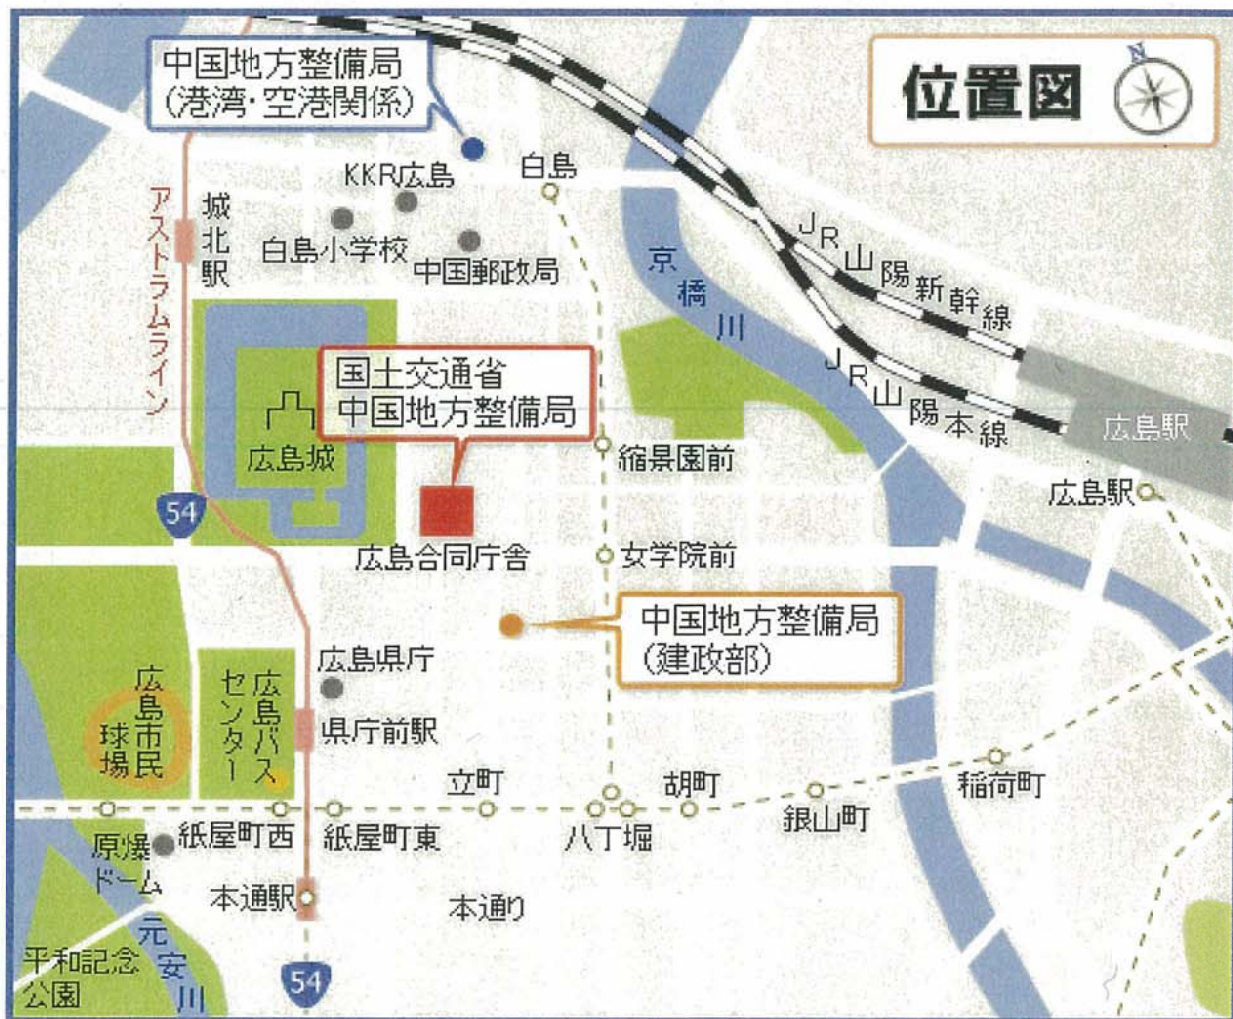 中国地方整備局
（港湾・空港関係）
位置図
N
KKR広島
白島
城北駅
アストラムライン
白島小学校
中国郵政局
京橋川
JR山陽新幹線
JR山陽本線
広島駅
国土交通省
中国地方整備局
広島城
縮景園前
広島駅
54
広島合同庁舎
女学院前
中国地方整備局
（建政部）
広島県庁
広島市民
球場
広島バス
センター
県庁前駅
立町
胡町
稲荷町
銀山町
紙屋町西
紙屋町東
八丁堀
原爆
ドーム
本通駅
本通り
元安川
平和記念
公園
54